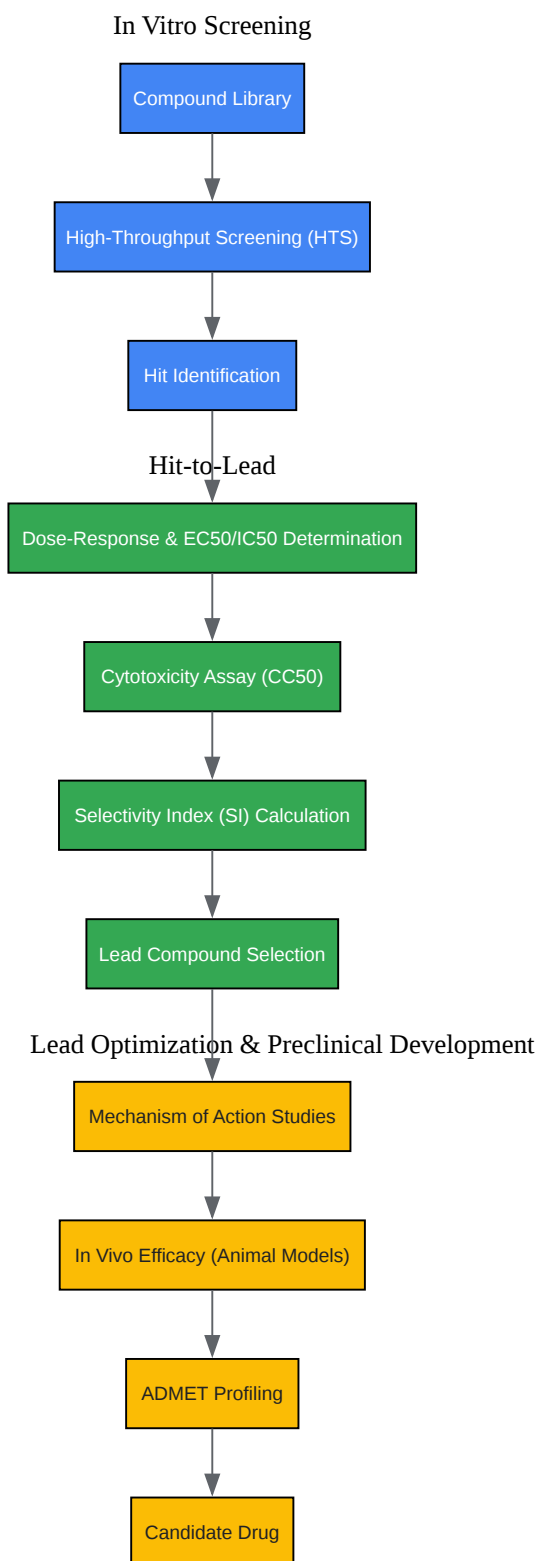 In Vitro Screening
Compound Library
High-Throughput Screening (HTS)
Hit Identification
Hit-to-Lead
Dose-Response & EC50/IC50 Determination
Cytotoxicity Assay (CC50)
Selectivity Index (SI) Calculation
Lead Compound Selection
Lead Optimization & Preclinical Development
Mechanism of Action Studies
In Vivo Efficacy (Animal Models)
ADMET Profiling
Candidate Drug